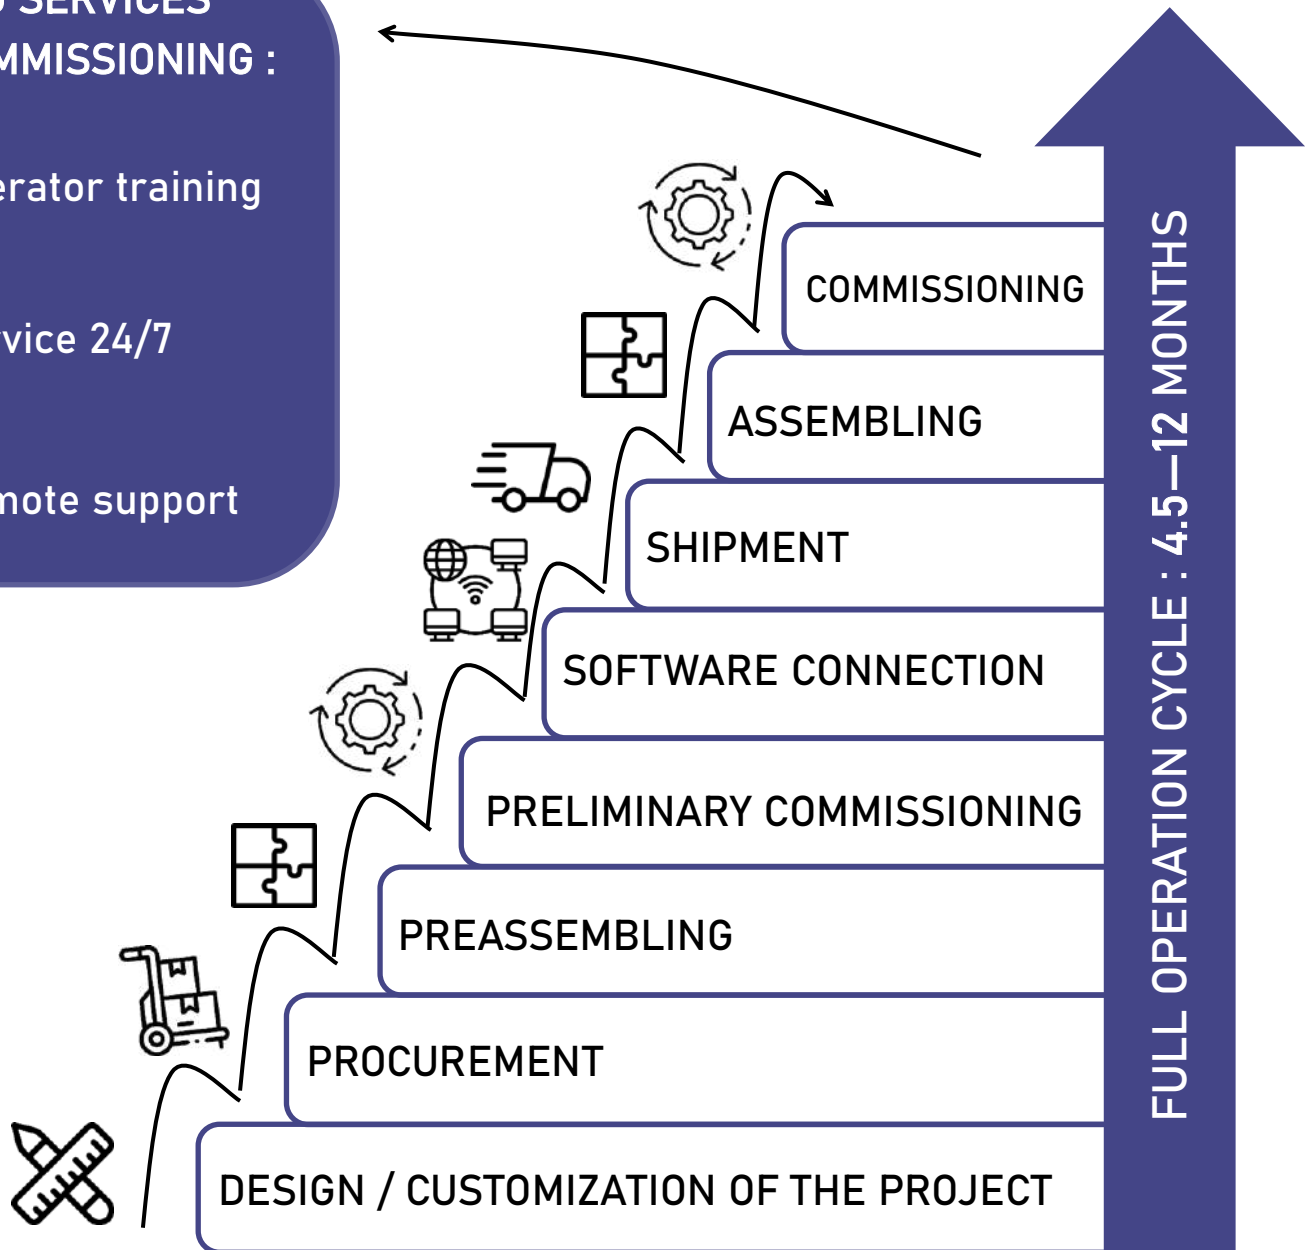 SERVICES
MMISSIONING :
erator training
vice 24/7
mote support
COMMISSIONING
ASSEMBLING
SHIPMENT
SOFTWARE CONNECTION
PRELIMINARY COMMISSIONING
PREASSEMBLING
PROCUREMENT
DESIGN / CUSTOMIZATION OF THE PROJECT
FULL OPERATION CYCLE : 4.5—12 MONTHS